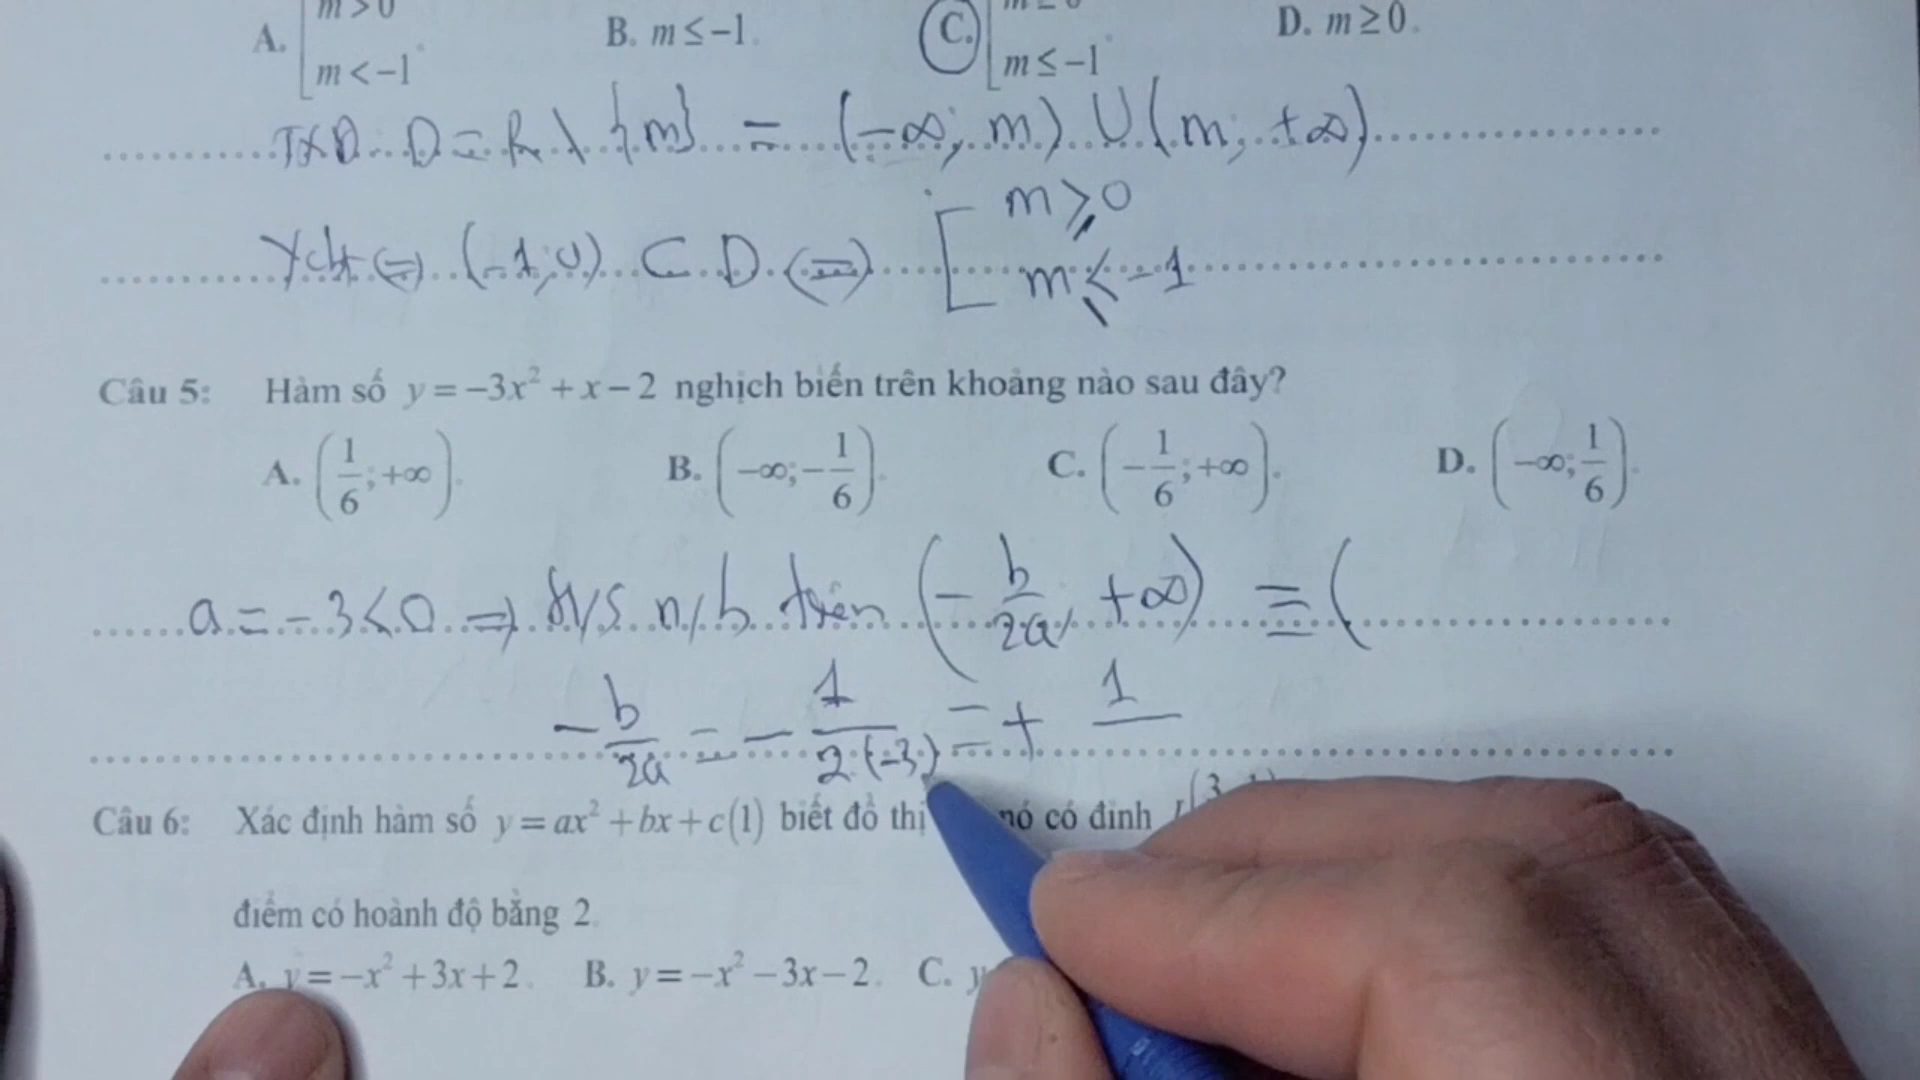 A. [ m > 0
m < -1 .
B. m ≤ -1.
C. [
m ≤ -1 .
D. m ≥ 0.
TXD D = R \ {m} = (-∞; m) U (m; +∞)
Ycbt ⇔ (-1; 0) ⊂ D ⇔ [ m ≥ 0
m ≤ -1
Câu 5: Hàm số y = -3x² + x - 2 nghịch biến trên khoảng nào sau đây?
A. (1/6; +∞). B. (-∞; -1/6). C. (-1/6; +∞). D. (-∞; 1/6).
a = -3 < 0 ⇒ h/s n/b trên (-b/2a; +∞) ≡ (
-b/2a = - 1/2.(-3) = + 1
Câu 6: Xác định hàm số y = ax² + bx + c (1) biết đồ thị nó có đỉnh
điểm có hoành độ bằng 2.
A. y = -x² + 3x + 2. B. y = -x² - 3x - 2. C. y